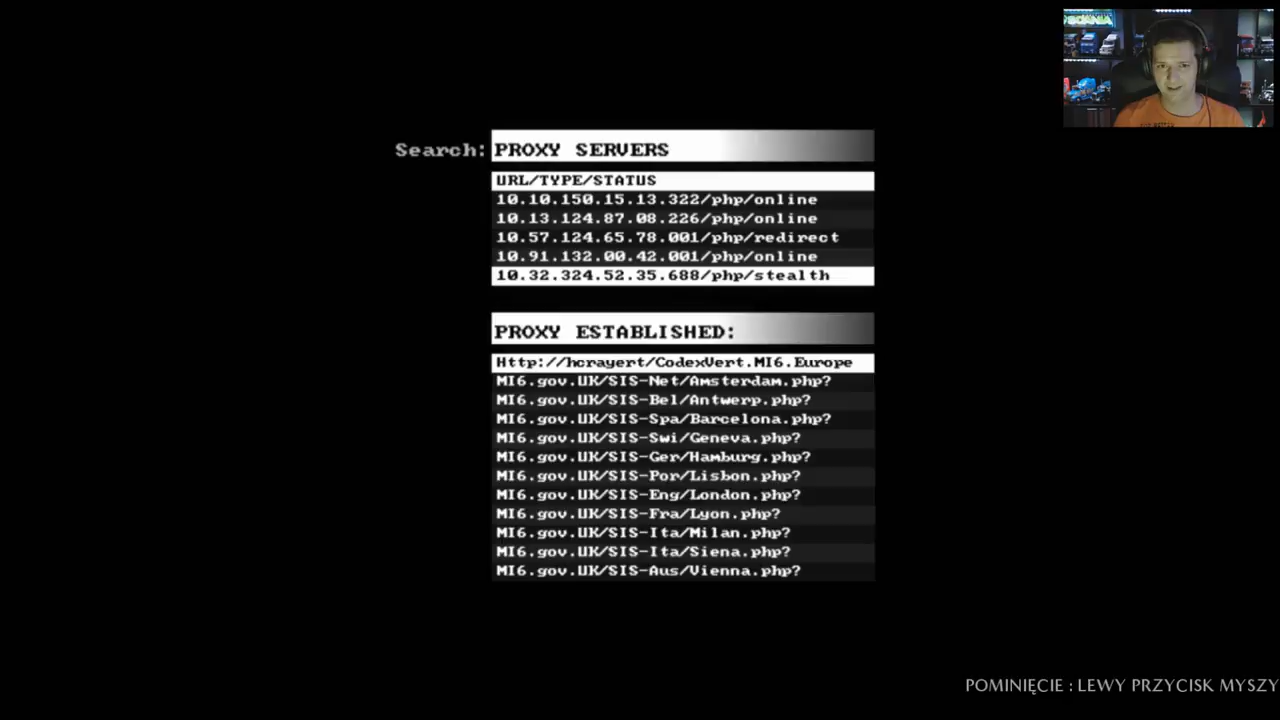 SCANIA
Search: PROXY SERVERS
URL/TYPE/STATUS
10.10.150.15.13.322/php/online
10.13.124.87.08.226/php/online
10.57.124.65.78.001/php/redirect
10.91.132.00.42.001/php/online
10.32.324.52.35.688/php/stealth
PROXY ESTABLISHED:
Http://hcrayert/CodexVert.MI6.Europe
MI6.gov.UK/SIS-Net/Amsterdam.php?
MI6.gov.UK/SIS-Bel/Antwerp.php?
MI6.gov.UK/SIS-Spa/Barcelona.php?
MI6.gov.UK/SIS-Swi/Geneva.php?
MI6.gov.UK/SIS-Ger/Hamburg.php?
MI6.gov.UK/SIS-Por/Lisbon.php?
MI6.gov.UK/SIS-Eng/London.php?
MI6.gov.UK/SIS-Fra/Lyon.php?
MI6.gov.UK/SIS-Ita/Milan.php?
MI6.gov.UK/SIS-Ita/Siena.php?
MI6.gov.UK/SIS-Aus/Vienna.php?
POMINIĘCIE : LEWY PRZYCISK MYSZY